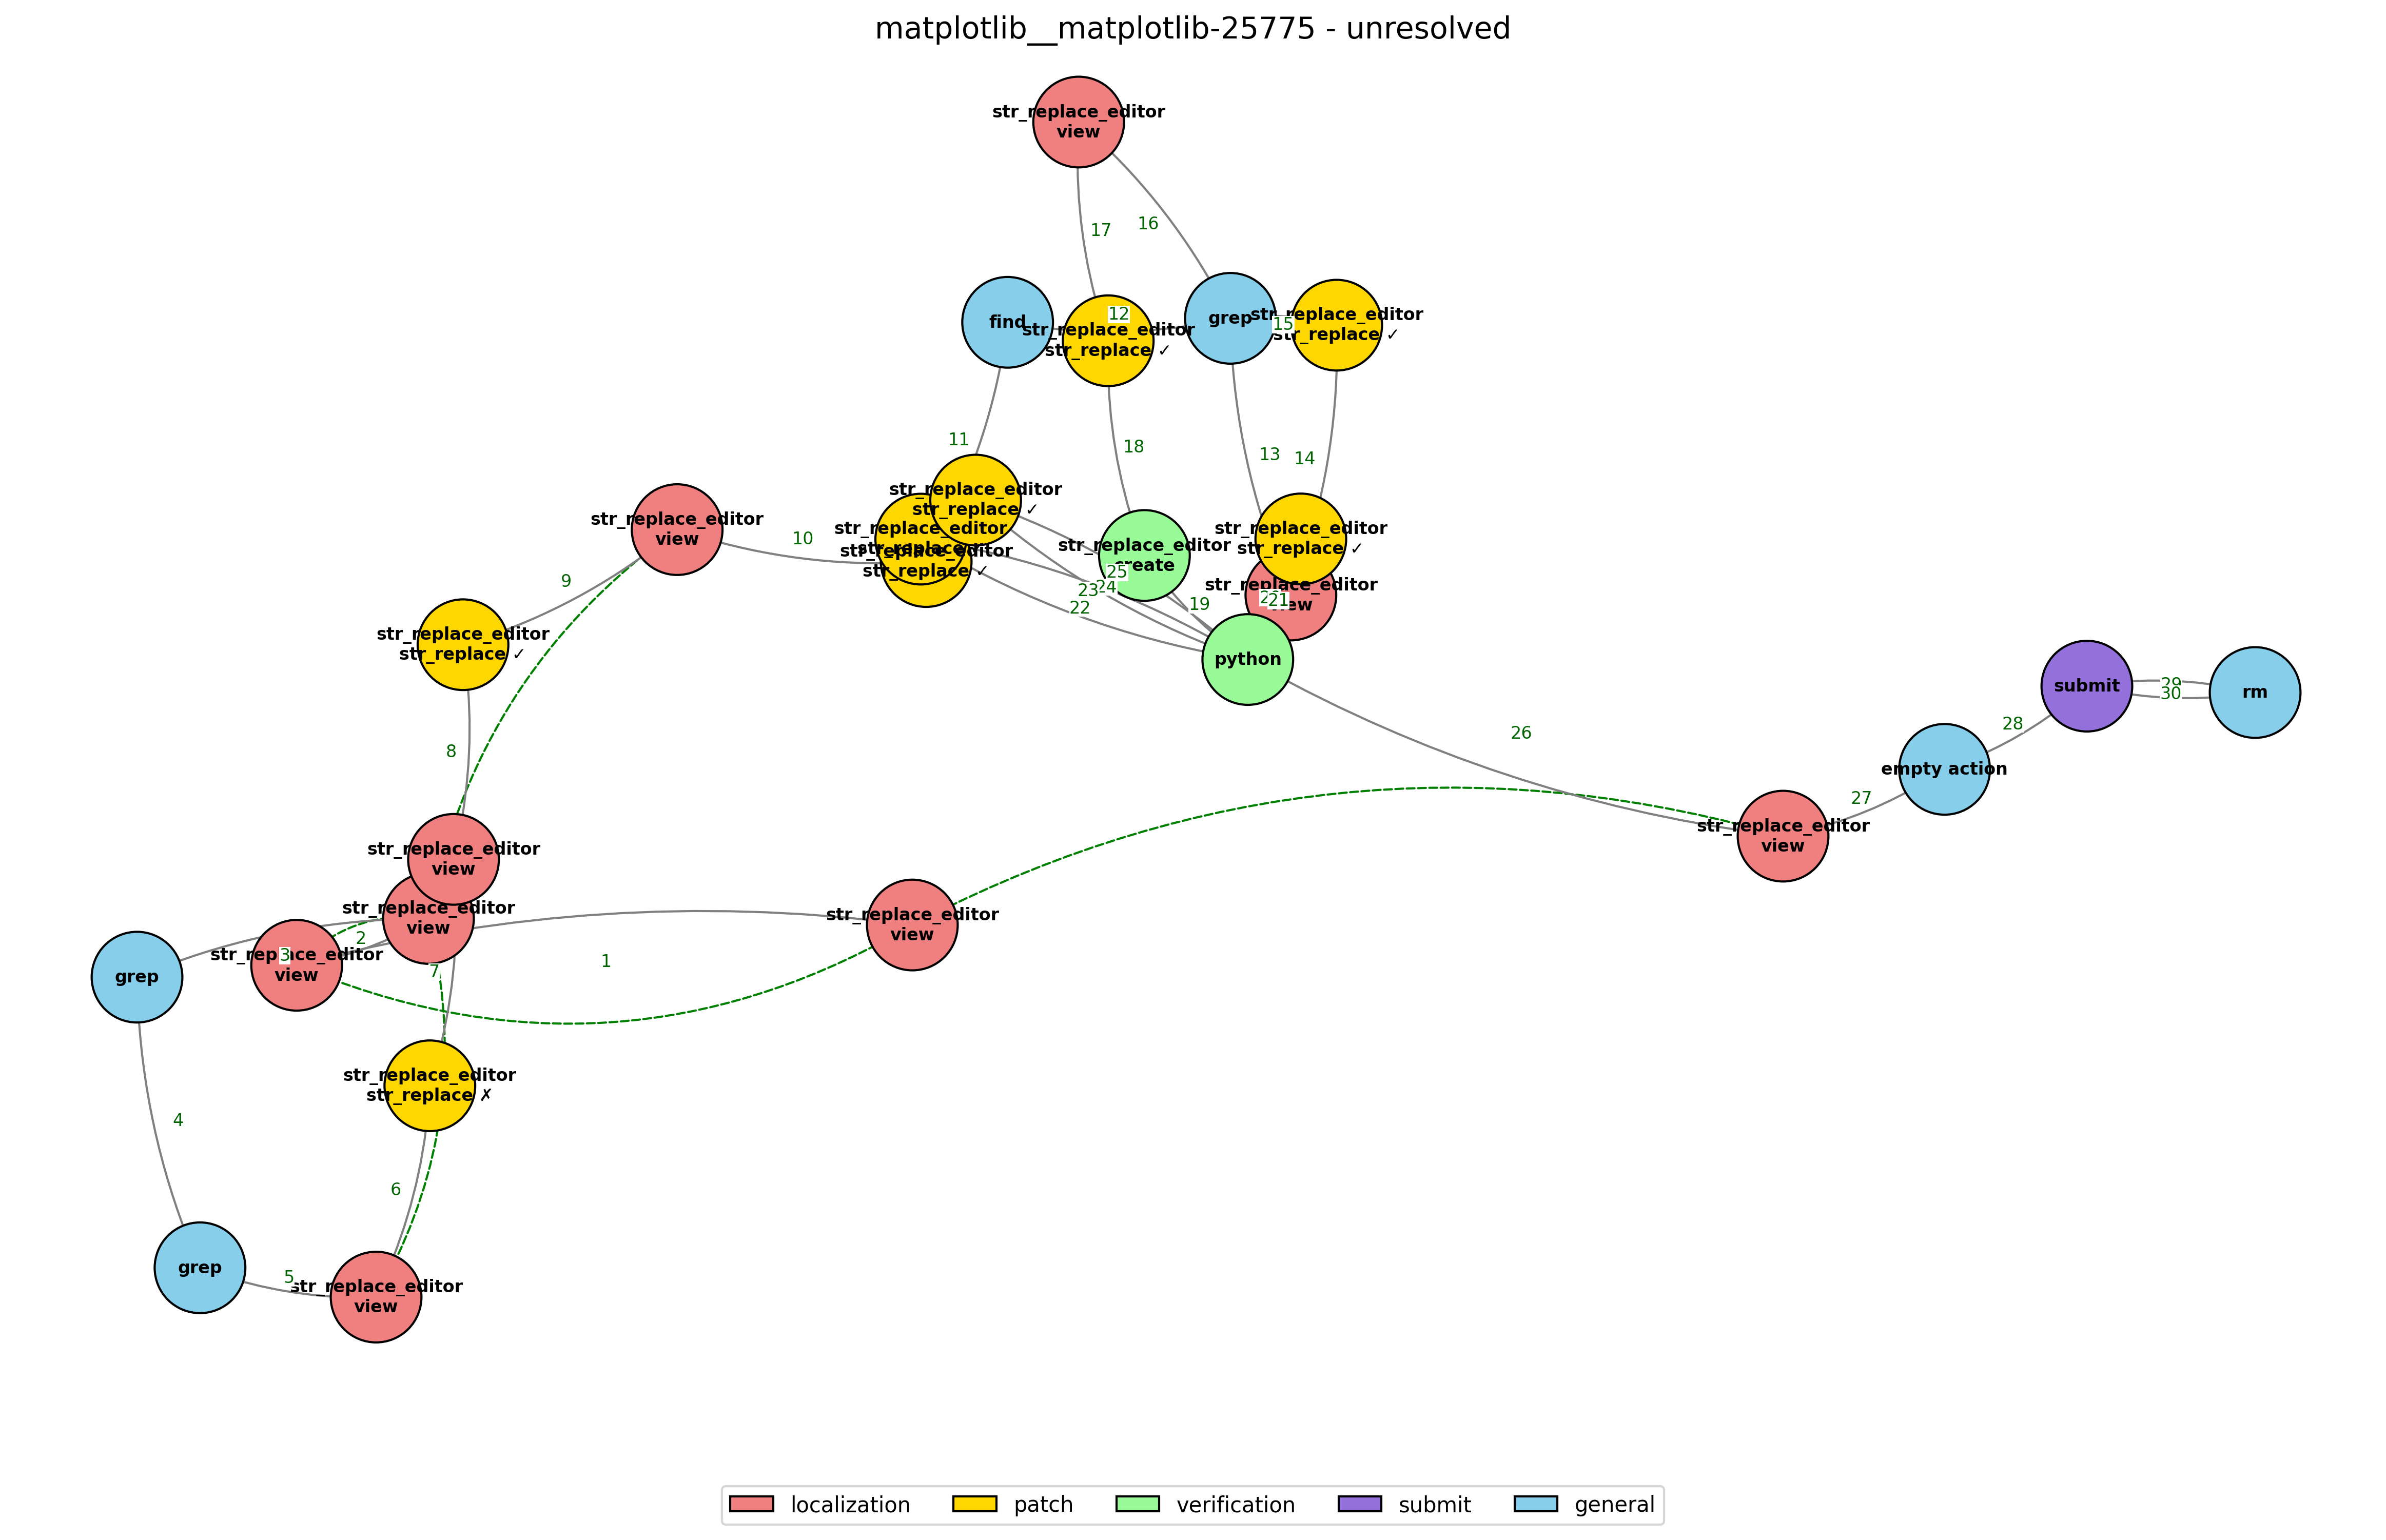 matplotlib__matplotlib-25775 - unresolved
str_replace_editor
view
17
16
find
str_replace_editor
str_replace ✓
12
grep
15
str_replace_editor
str_replace ✓
11
18
13
14
str_replace_editor
view
10
str_replace_editor
str_replace ✓
str_replace_editor
str_replace_editor
str_replace ✓
str_replace_editor
create
str_replace_editor
str_replace ✓
str_replace_editor
view
9
25
24
23
22
19
21
str_replace_editor
str_replace ✓
python
8
26
submit
29
30
rm
28
empty action
27
str_replace_editor
view
str_replace_editor
view
str_replace_editor
view
str_replace_editor
view
2
3
1
7
grep
str_replace_editor
view
str_replace_editor
str_replace ✗
4
6
grep
5
str_replace_editor
view
localization
patch
verification
submit
general